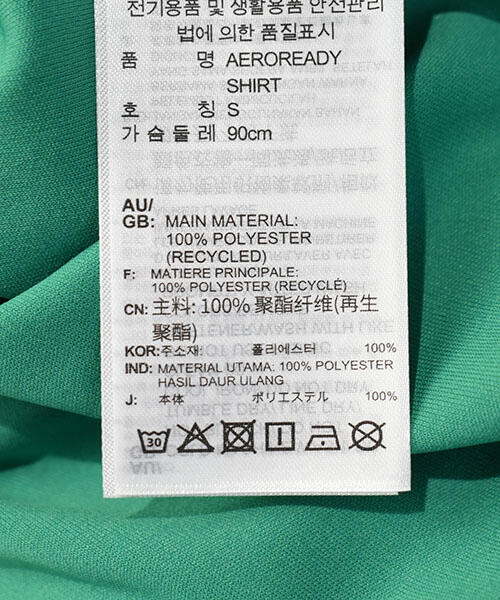 전기용품 및 생활용품 안전관리
법에 의한 품질표시
품 명 AEROREADY
SHIRT
호 칭 S
가 슴 둘 레 90cm
AU/
GB: MAIN MATERIAL:
100% POLYESTER
(RECYCLED)
F: MATIERE PRINCIPALE:
100% POLYESTER (RECYCLÉ)
CN: 主料: 100% 聚酯纤维(再生
聚酯)
KOR: 주소재: 폴리에스터 100%
IND: MATERIAL UTAMA: 100% POLYESTER
HASIL DAUR ULANG
J: 本体 ポリエステル 100%
30